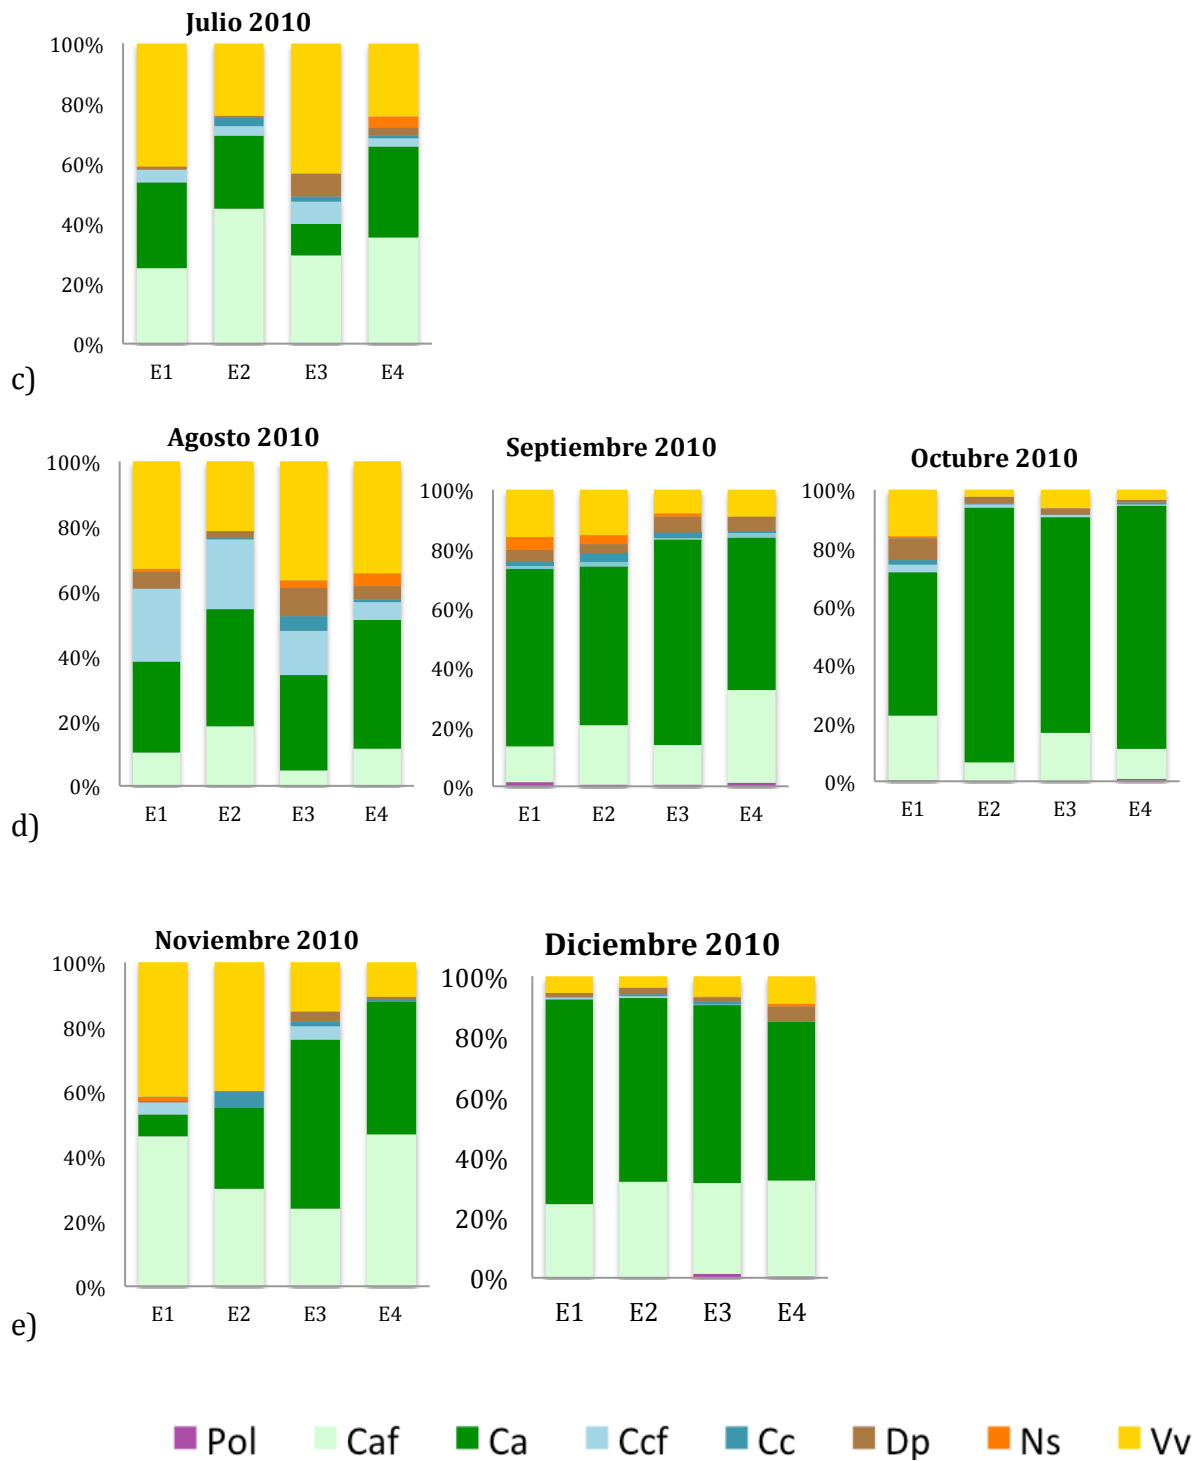 Julio 2010
100%
80%
60%
40%
20%
0%
E1 E2 E3 E4
c)
Agosto 2010
100%
80%
60%
40%
20%
0%
E1 E2 E3 E4
Septiembre 2010
100%
80%
60%
40%
20%
0%
E1 E2 E3 E4
Octubre 2010
100%
80%
60%
40%
20%
0%
E1 E2 E3 E4
d)
Noviembre 2010
100%
80%
60%
40%
20%
0%
E1 E2 E3 E4
Diciembre 2010
100%
80%
60%
40%
20%
0%
E1 E2 E3 E4
e)
Pol Caf Ca Ccf Cc Dp Ns Vv